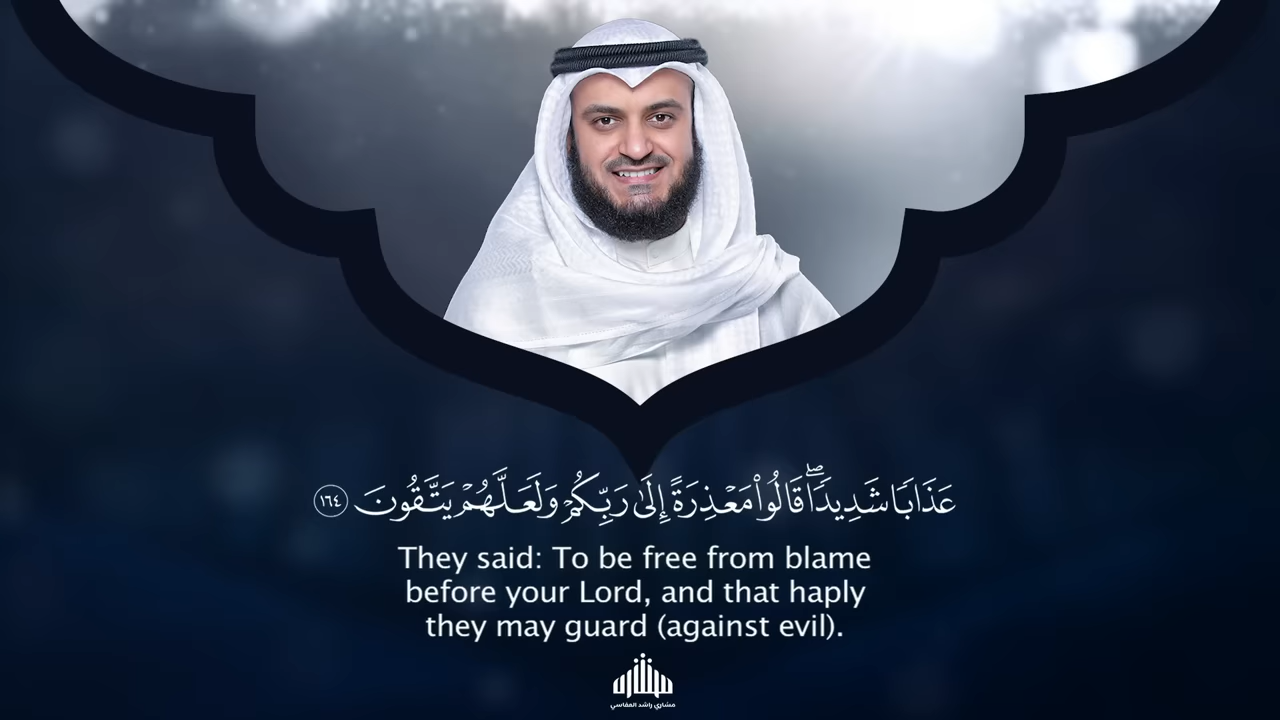 عَذَابًا شَدِيدًاۖ قَالُوا۟ مَعْذِرَةً إِلَىٰ رَبِّكُمْ وَلَعَلَّهُمْ يَتَّقُونَ ١٦٤
They said: To be free from blame
before your Lord, and that haply
they may guard (against evil).
مشاري راشد العفاسي